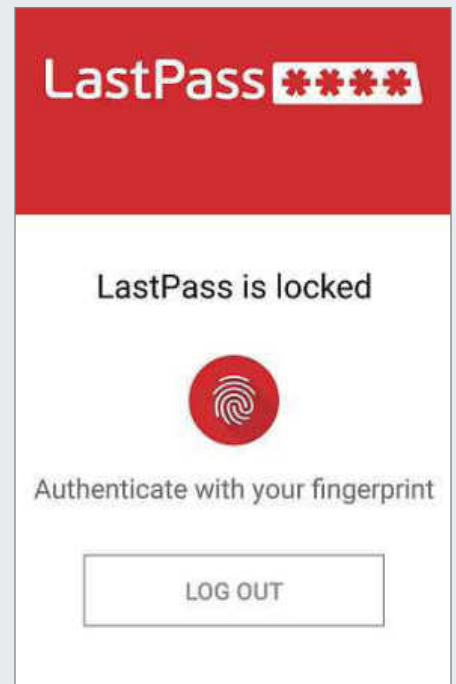 LastPass ****
LastPass is locked
Authenticate with your fingerprint
LOG OUT